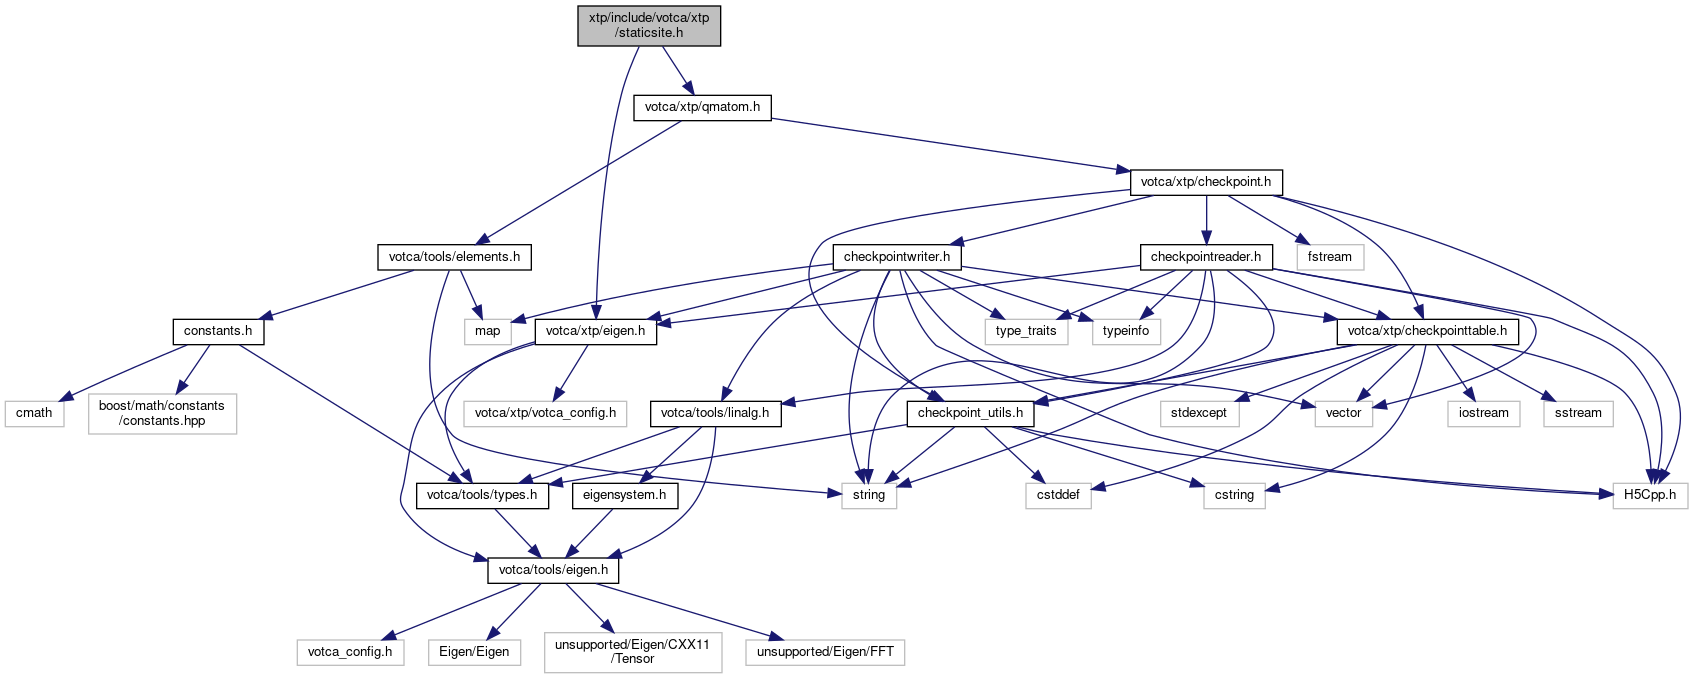 xtp/include/votca/xtp
/staticsite.h
votca/xtp/qmatom.h
votca/xtp/checkpoint.h
votca/tools/elements.h
checkpointwriter.h
checkpointreader.h
fstream
constants.h
map
votca/xtp/eigen.h
type_traits
typeinfo
votca/xtp/checkpointtable.h
cmath
boost/math/constants
/constants.hpp
votca/xtp/votca_config.h
votca/tools/linalg.h
checkpoint_utils.h
stdexcept
vector
iostream
sstream
votca/tools/types.h
eigensystem.h
string
cstddef
cstring
H5Cpp.h
votca/tools/eigen.h
votca_config.h
Eigen/Eigen
unsupported/Eigen/CXX11
/Tensor
unsupported/Eigen/FFT